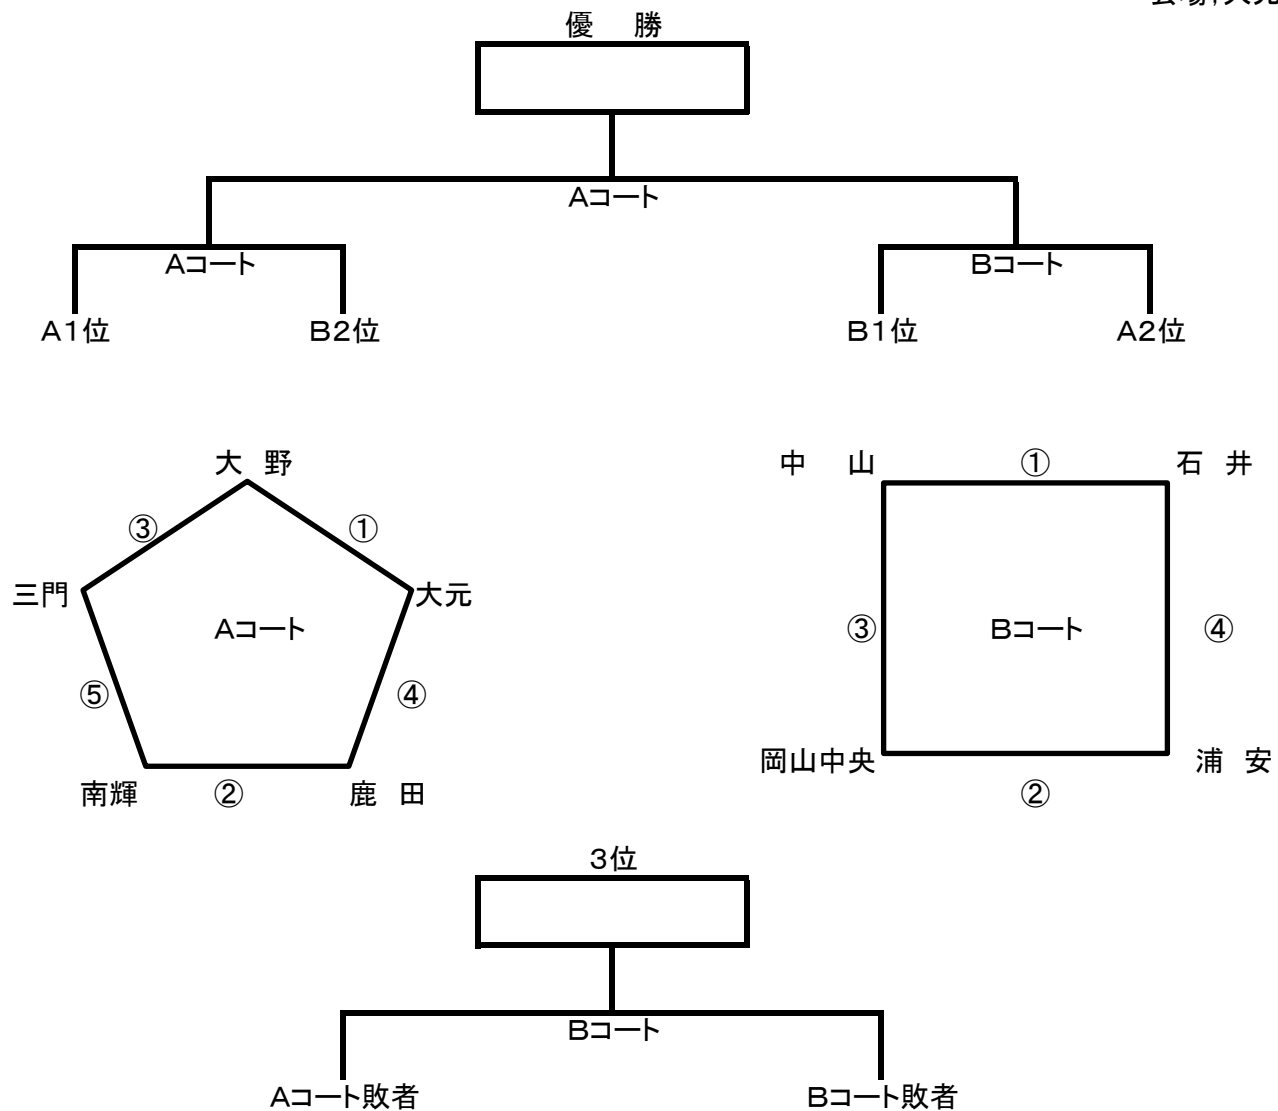 優 勝
Aコート
Aコート
Bコート
A1位
B2位
B1位
A2位
大 野
③
①
三門
大元
Aコート
⑤
④
南輝
②
鹿 田
中 山
①
石 井
③
Bコート
④
岡山中央
浦 安
②
3位
Bコート
Aコート敗者
Bコート敗者